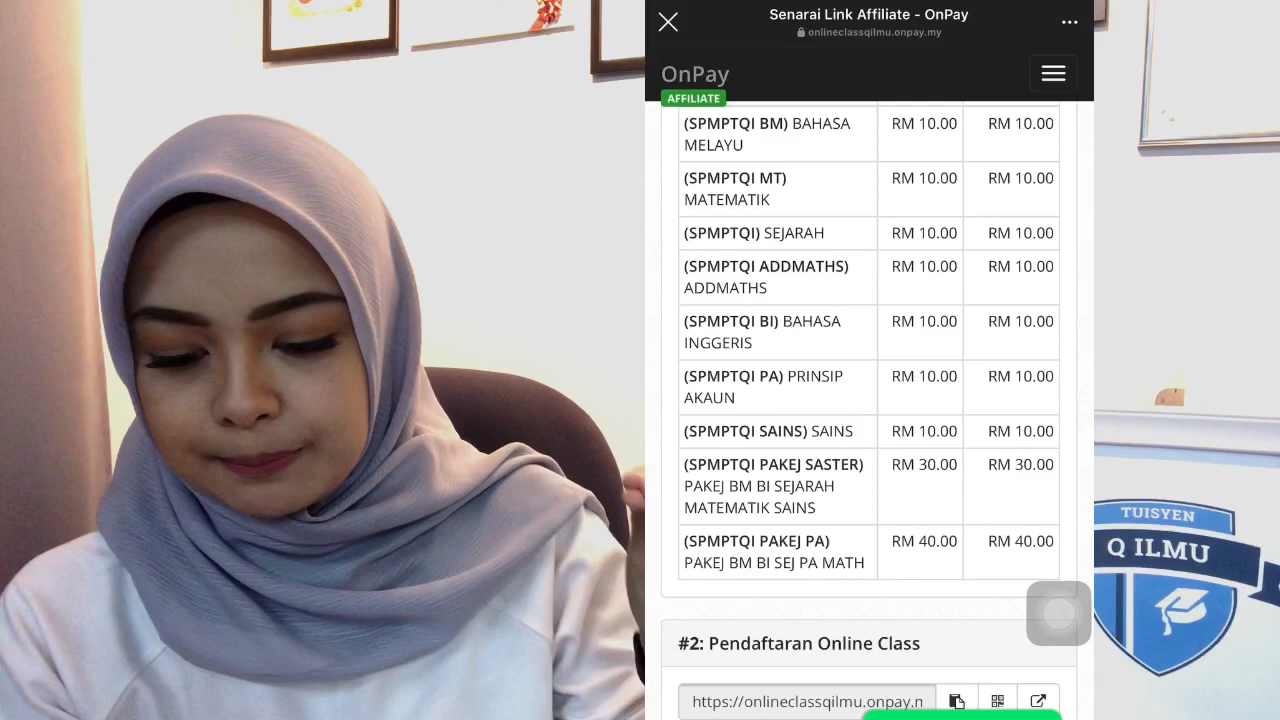 Senarai Link Affiliate - OnPay
onlineclassqilmu.onpay.my
OnPay
AFFILIATE
(SPMPTQI BM) BAHASA MELAYU RM 10.00 RM 10.00
(SPMPTQI MT) MATEMATIK RM 10.00 RM 10.00
(SPMPTQI) SEJARAH RM 10.00 RM 10.00
(SPMPTQI ADDMATHS) ADDMATHS RM 10.00 RM 10.00
(SPMPTQI BI) BAHASA INGGERIS RM 10.00 RM 10.00
(SPMPTQI PA) PRINSIP AKAUN RM 10.00 RM 10.00
(SPMPTQI SAINS) SAINS RM 10.00 RM 10.00
(SPMPTQI PAKEJ SASTER) PAKEJ BM BI SEJARAH MATEMATIK SAINS RM 30.00 RM 30.00
(SPMPTQI PAKEJ PA) PAKEJ BM BI SEJ PA MATH RM 40.00 RM 40.00
#2: Pendaftaran Online Class
https://onlineclassqilmu.onpay.n
TUISYEN
Q ILMU